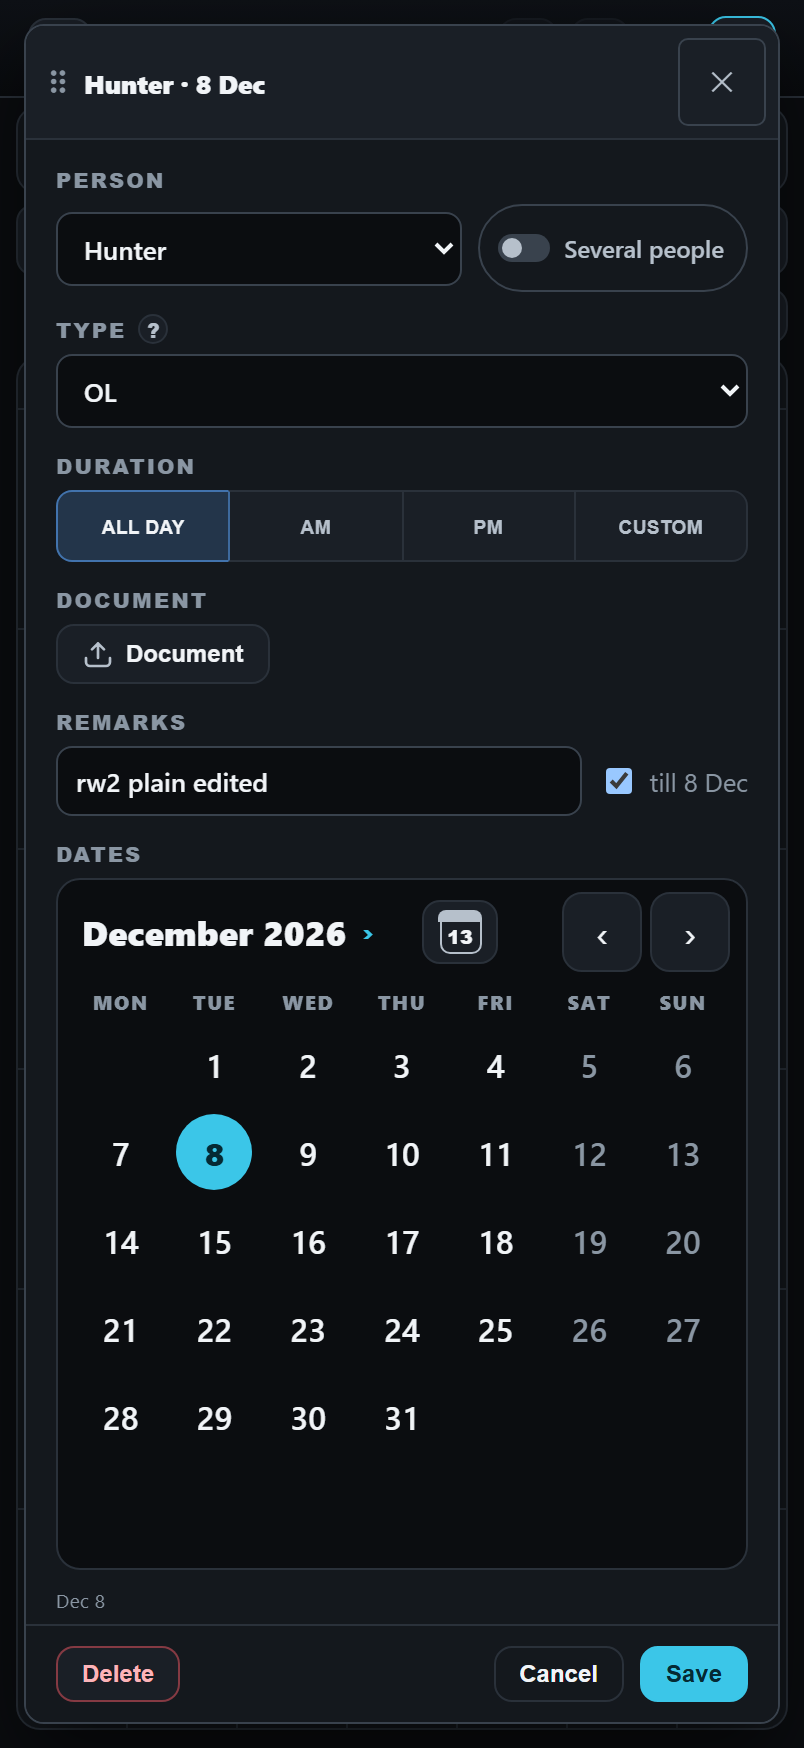 Hunter · 8 Dec
PERSON
Hunter
Several people
TYPE ?
OL
DURATION
ALL DAY AM PM CUSTOM
DOCUMENT
Document
REMARKS
rw2 plain edited
till 8 Dec
DATES
December 2026 › 13 ‹ ›
MON TUE WED THU FRI SAT SUN
1 2 3 4 5 6
7 8 9 10 11 12 13
14 15 16 17 18 19 20
21 22 23 24 25 26 27
28 29 30 31
Dec 8
Delete Cancel Save